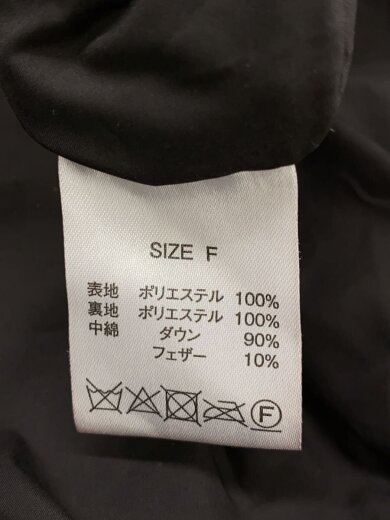 SIZE F
表地 ポリエステル 100%
裏地 ポリエステル 100%
中綿 ダウン 90%
フェザー 10%
F